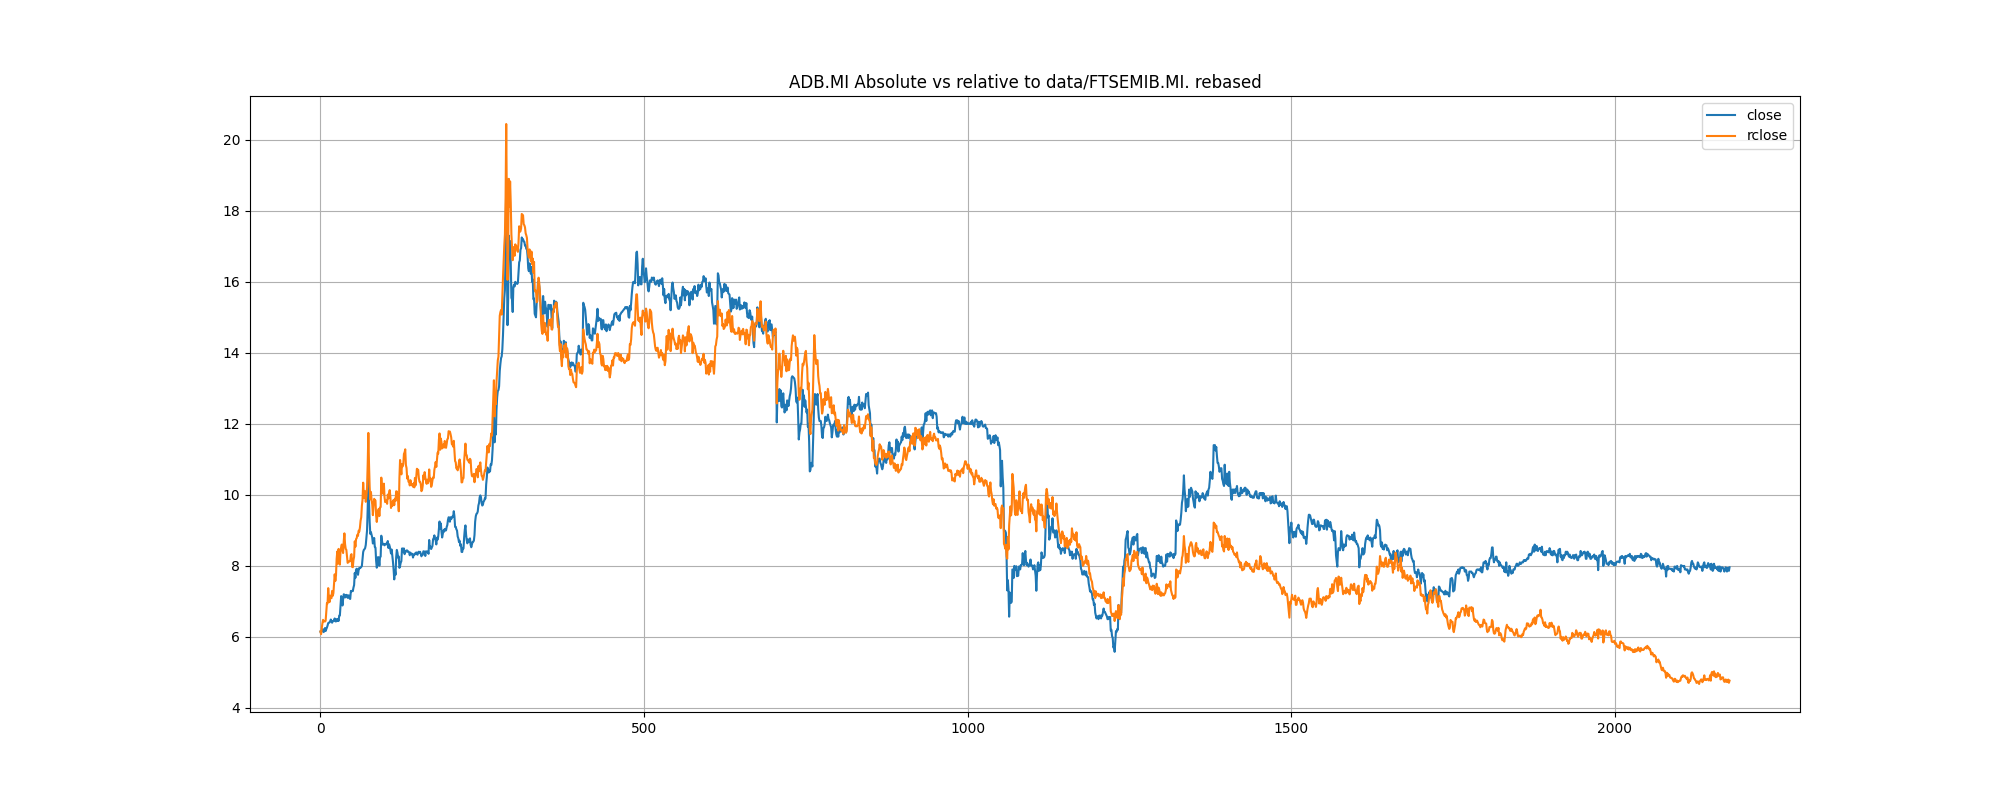 ADB.MI Absolute vs relative to data/FTSEMIB.MI. rebased
close
rclose
20
18
16
14
12
10
8
6
4
0 500 1000 1500 2000